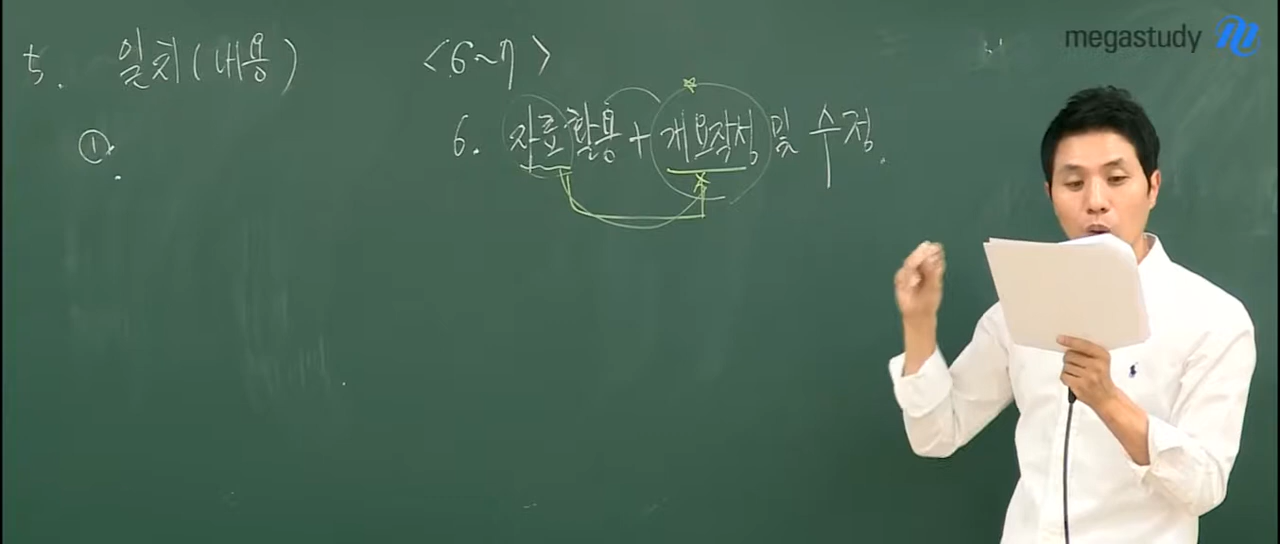 megastudy
5. 일치(내용)
①
<6~7>
6. 자료활용+개요작성 및 수정.